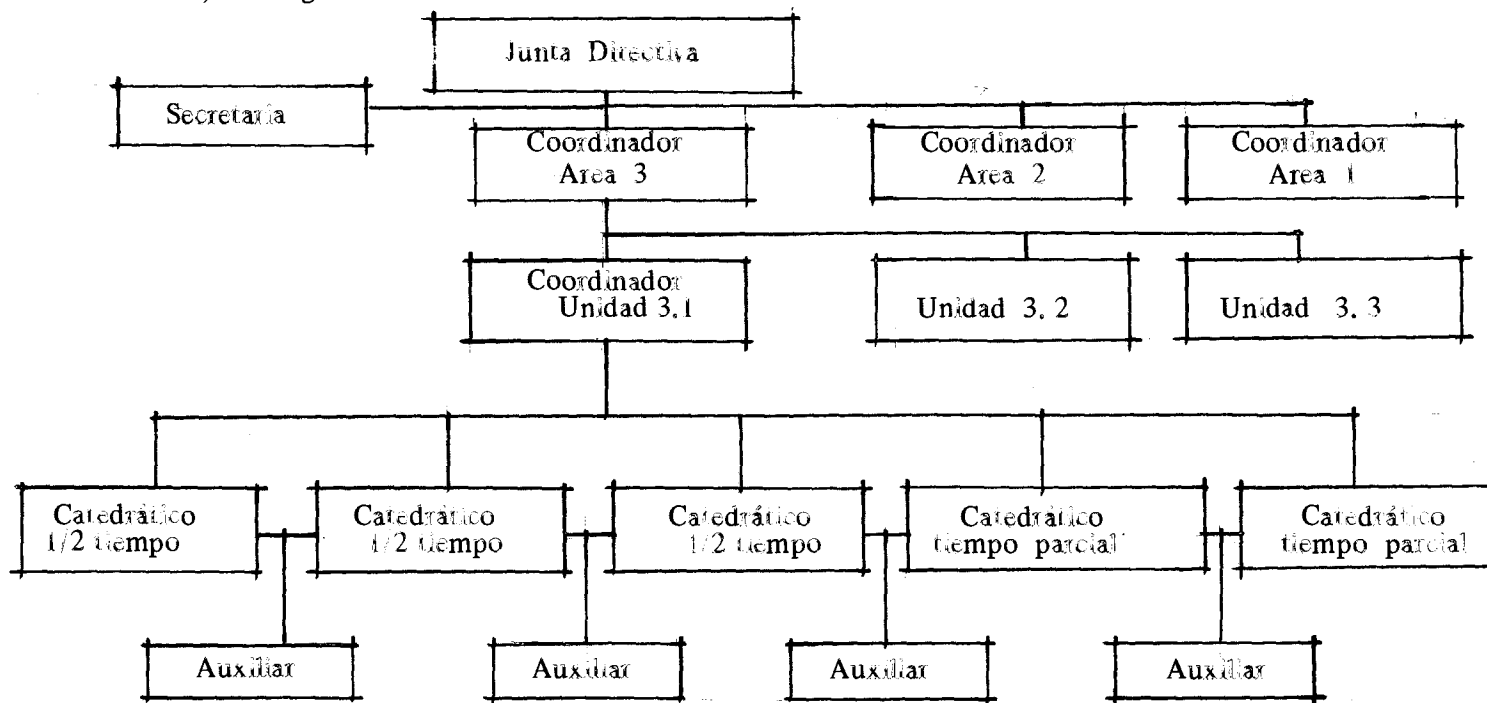 Junta Directiva
Secretaria
Coordinador
Area 3
Coordinador
Area 2
Coordinador
Area 1
Coordinador
Unidad 3.1
Unidad 3.2
Unidad 3.3
Catedrático
1/2 tiempo
Catedrático
1/2 tiempo
Catedrático
1/2 tiempo
Catedrático
tiempo parcial
Catedrático
tiempo parcial
Auxiliar
Auxiliar
Auxiliar
Auxiliar